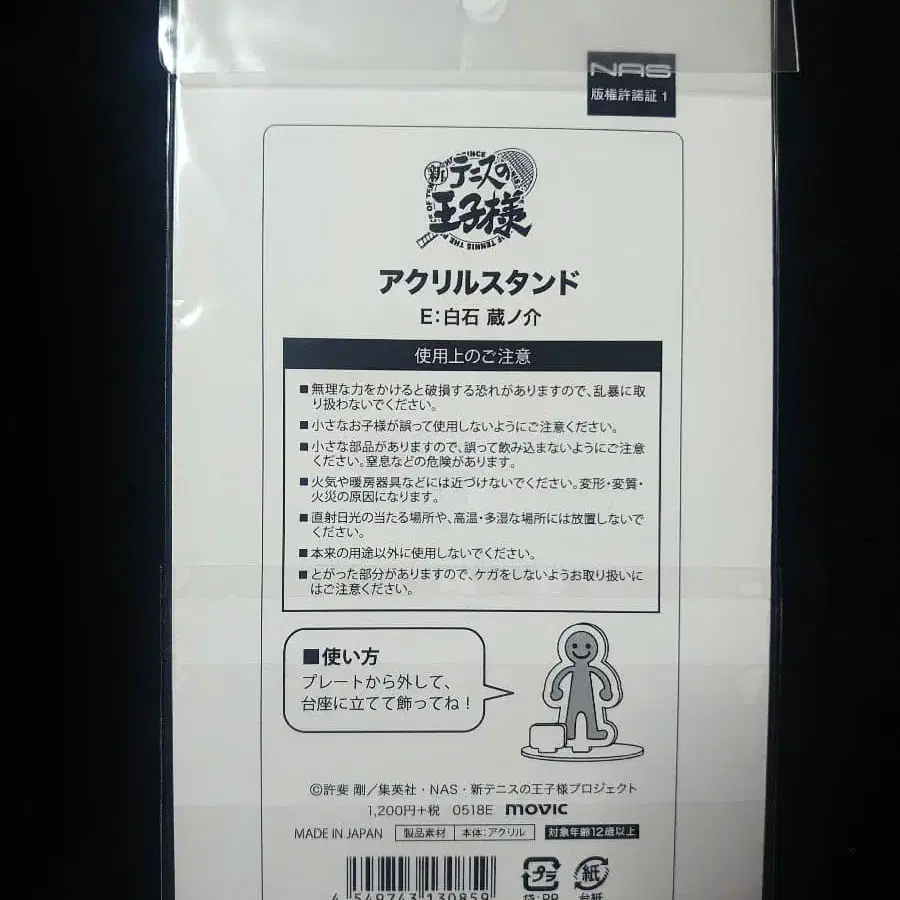 NAS
版権許諾証 1
新テニスの
王子様
アクリルスタンド
E:白石 蔵ノ介
使用上のご注意
■無理な力をかけると破損する恐れがありますので、乱暴に取
り扱わないでください。
■小さなお子様が誤って使用しないようにご注意ください。
■小さな部品がありますので、誤って飲み込まないようにご注意
ください。窒息などの危険があります。
■火気や暖房器具などには近づけないでください。変形・変質・
火災の原因になります。
■直射日光の当たる場所や、高温・多湿な場所には放置しないで
ください。
■本来の用途以外に使用しないでください。
■とがった部分がありますので、ケガをしないようお取り扱いに
はご注意ください。
■使い方
プレートから外して、
台座に立てて飾ってね!
©許斐 剛/集英社・NAS・新テニスの王子様プロジェクト
1,200円+税 0518E movic
MADE IN JAPAN 製品素材 本体:アクリル 対象年齢12歳以上
プラ 紙
4 549743 130859
袋:PP 台紙